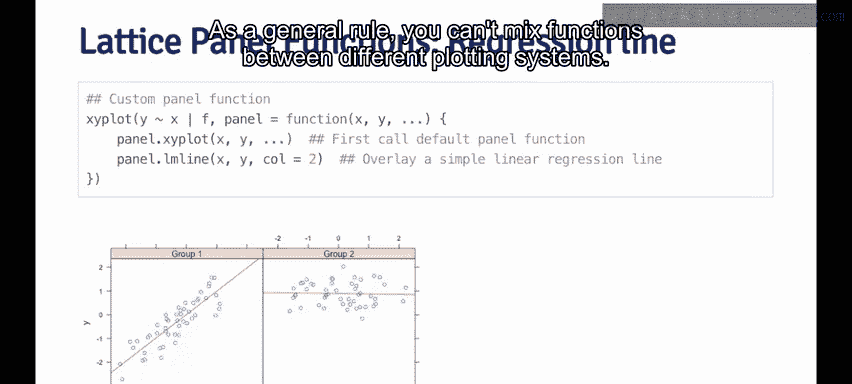 As a general rule, you can't mix functions
between different plotting systems.
Lattice Panel Functions: Regression line
.com
## Custom panel function
xyplot(y ~ x | f, panel = function(x, y, ...) {
panel.xyplot(x, y, ...) ## First call default panel function
panel.lmline(x, y, col = 2) ## Overlay a simple linear regression line
})
-2 -1 0 1 2
Group 1 Group 2
2
1
0
-1
-2
y